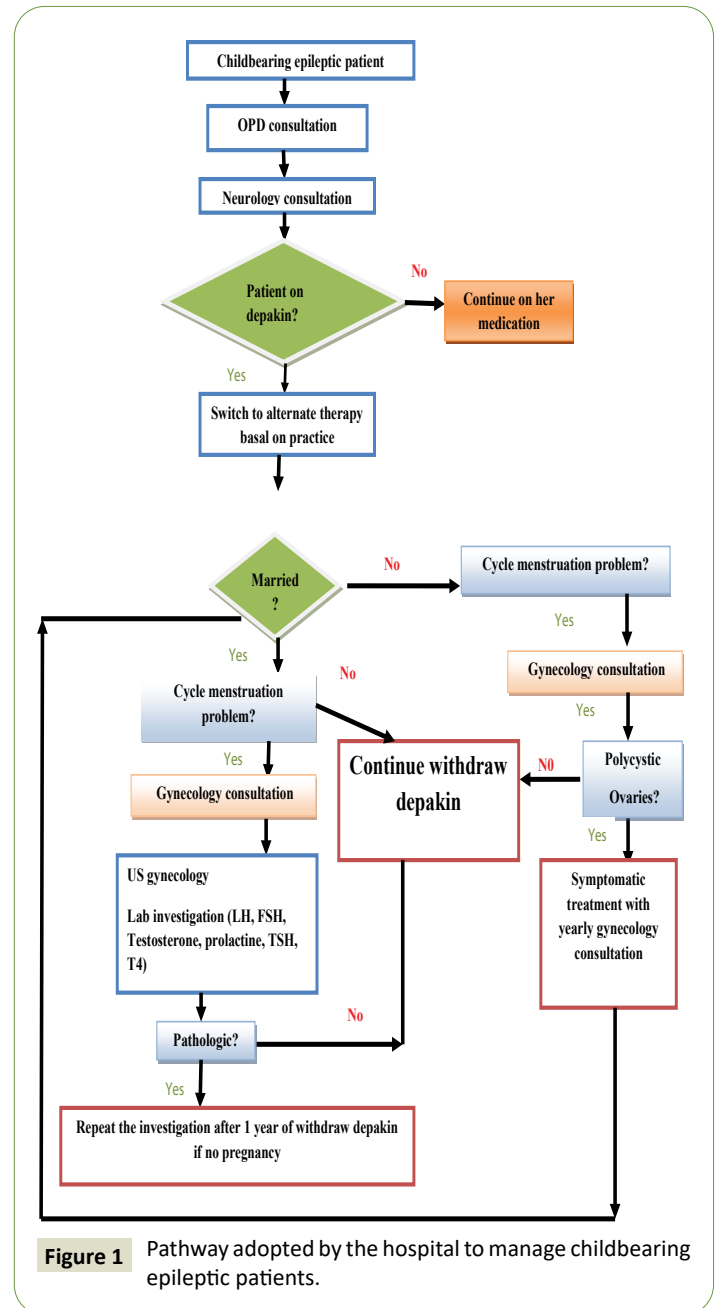 Childbearing epileptic patient
OPD consultation
Neurology consultation
Patient on
depakin?
No
Continue on her
medication
Yes
Switch to alternate therapy
basal on practice
Married
?
No
Cycle menstruation problem?
Yes
Gynecology consultation
Yes
Polycystic
Ovaries?
N0
Yes
Symptomatic
treatment with
yearly gynecology
consultation
Yes
Cycle menstruation
problem?
No
Continue withdraw
depakin
Yes
Gynecology consultation
US gynecology
Lab investigation (LH, FSH,
Testosterone, prolactine, TSH,
T4)
Pathologic?
No
Yes
Repeat the investigation after 1 year of withdraw depakin
if no pregnancy
Figure 1 Pathway adopted by the hospital to manage childbearing
epileptic patients.